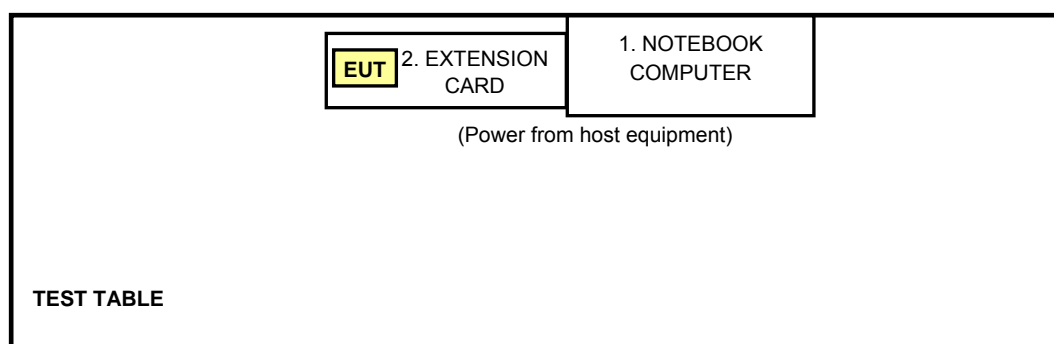 EUT
2. EXTENSION
CARD
1. NOTEBOOK
COMPUTER
(Power from host equipment)
TEST TABLE